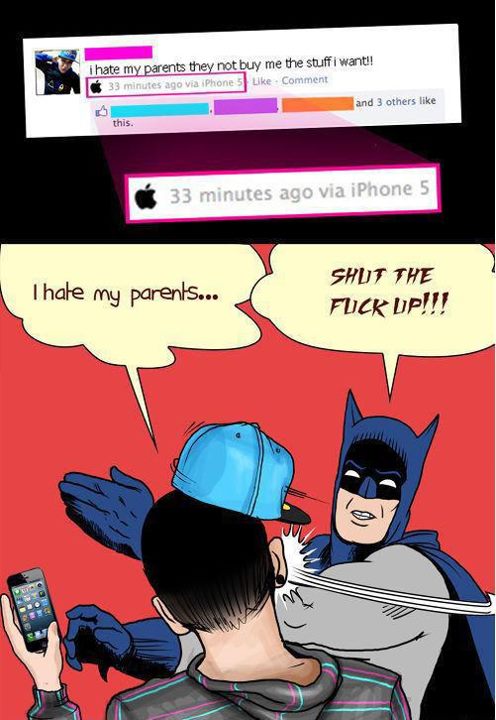 i hate my parents they not buy me the stuff i want!!
33 minutes ago via iPhone 5 · Like · Comment
, , and 3 others like
this.
33 minutes ago via iPhone 5
I hate my parents...
SHUT THE
FUCK UP!!!